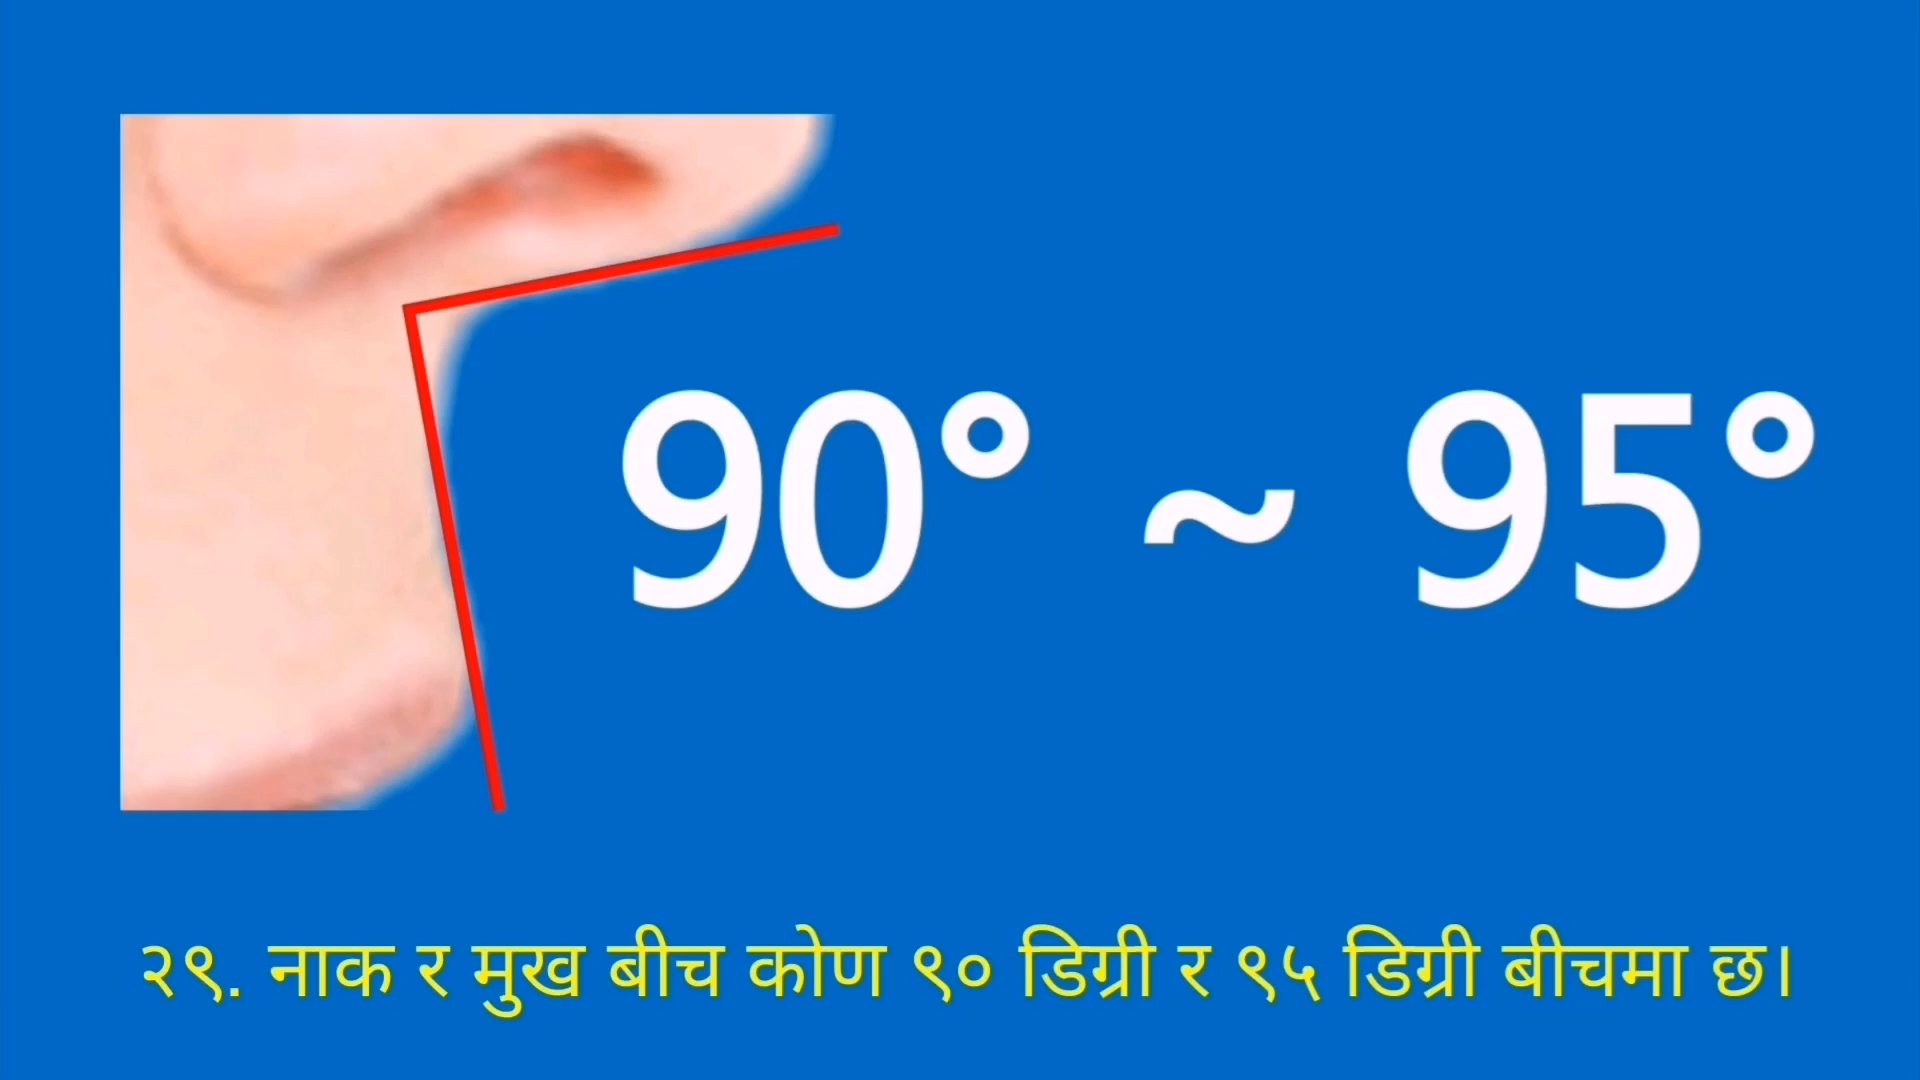 90° ~ 95°
२९. नाक र मुख बीच कोण ९० डिग्री र ९५ डिग्री बीचमा छ।